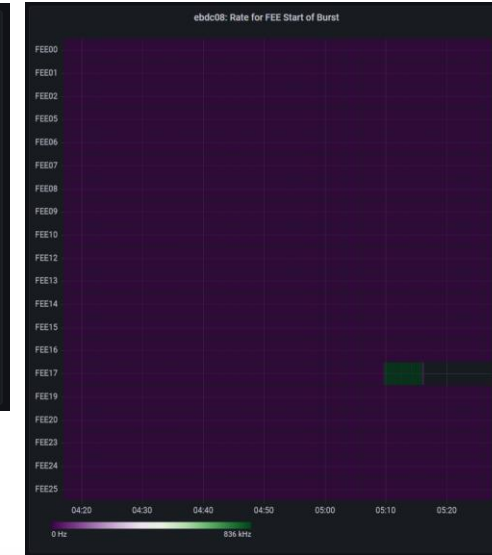 ebdc08: Rate for FEE Start of Burst
FEE00
FEE01
FEE02
FEE05
FEE06
FEE07
FEE08
FEE09
FEE10
FEE12
FEE13
FEE14
FEE15
FEE16
FEE17
FEE19
FEE20
FEE23
FEE24
FEE25
04:20 04:30 04:40 04:50 05:00 05:10 05:20
0 Hz 836 kHz